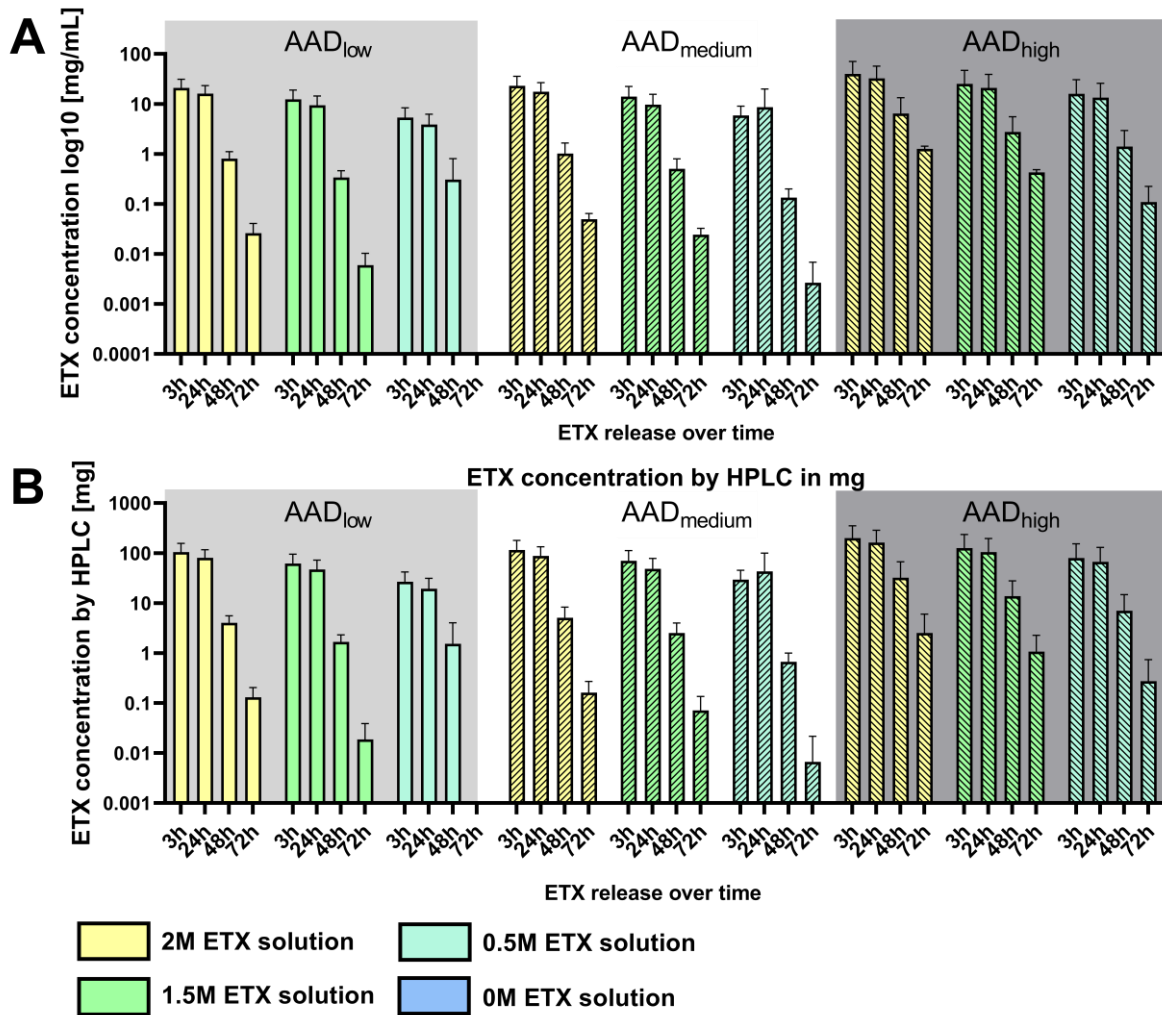 A
ETX concentration log10 [mg/mL]
AADlow
AADmedium
AADhigh
100
10
1
0.1
0.01
0.001
0.0001
3h 24h 48h 72h 3h 24h 48h 72h 3h 24h 48h 72h 3h 24h 48h 72h 3h 24h 48h 72h 3h 24h 48h 72h 3h 24h 48h 72h 3h 24h 48h 72h 3h 24h 48h 72h
ETX release over time
B
ETX concentration by HPLC in mg
ETX concentration by HPLC [mg]
AADlow
AADmedium
AADhigh
1000
100
10
1
0.1
0.01
0.001
3h 24h 48h 72h 3h 24h 48h 72h 3h 24h 48h 72h 3h 24h 48h 72h 3h 24h 48h 72h 3h 24h 48h 72h 3h 24h 48h 72h 3h 24h 48h 72h 3h 24h 48h 72h
ETX release over time
2M ETX solution
0.5M ETX solution
1.5M ETX solution
0M ETX solution